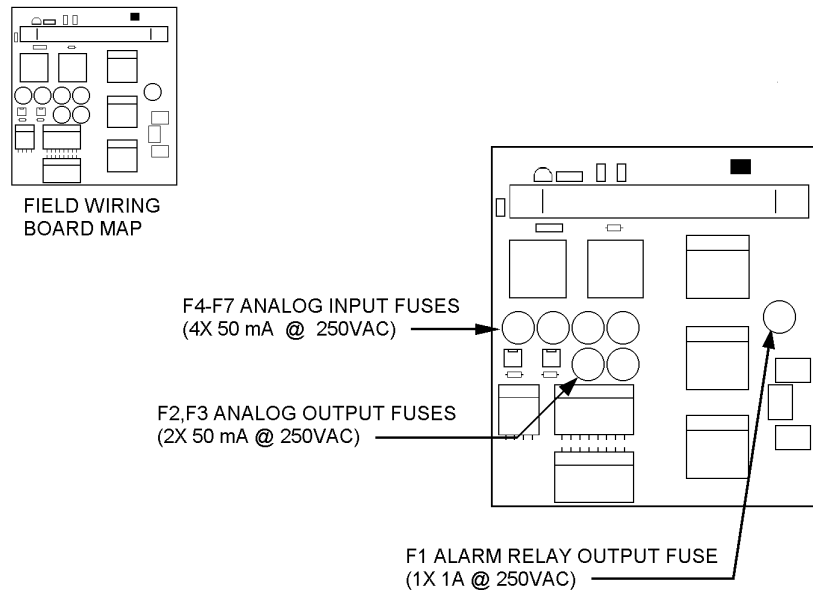 FIELD WIRING
BOARD MAP
F4-F7 ANALOG INPUT FUSES
(4X 50 mA @ 250VAC)
F2,F3 ANALOG OUTPUT FUSES
(2X 50 mA @ 250VAC)
F1 ALARM RELAY OUTPUT FUSE
(1X 1A @ 250VAC)